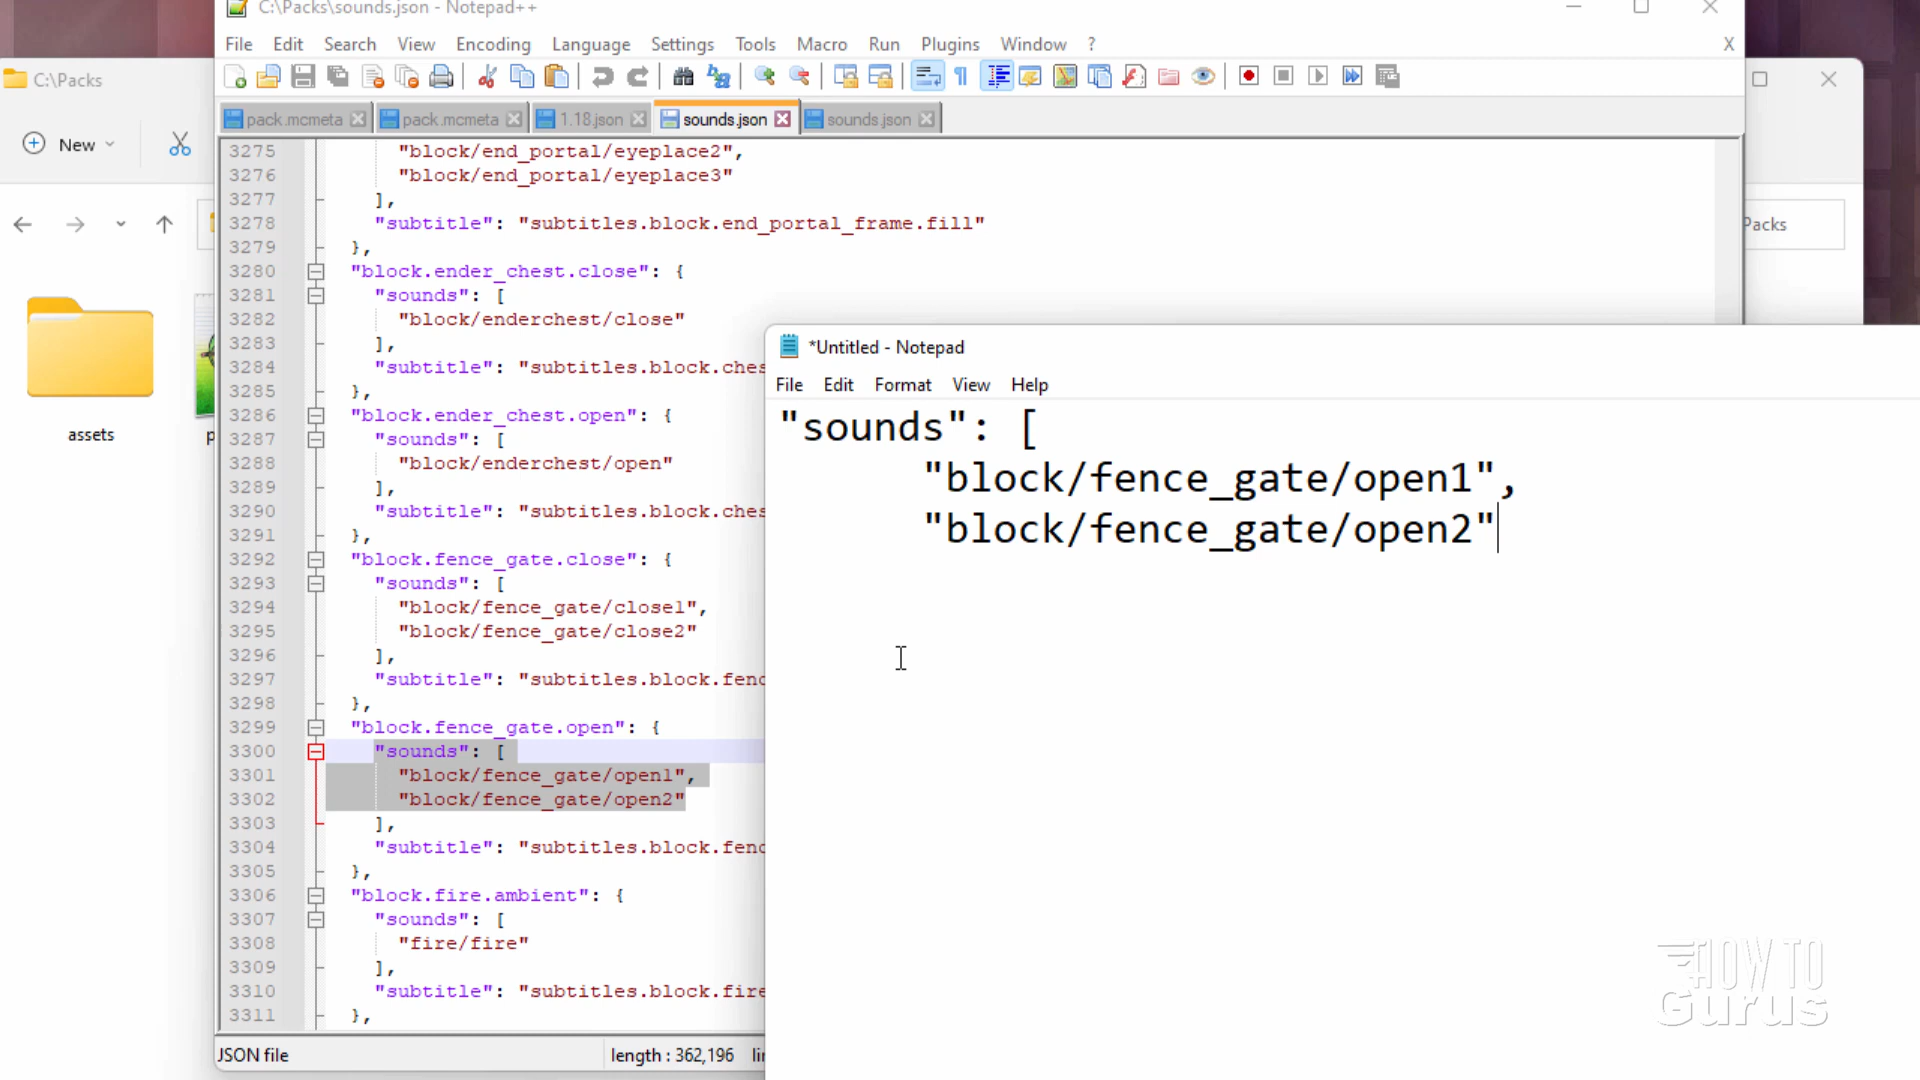 C:\Packs\sounds.json - Notepad++
File Edit Search View Encoding Language Settings Tools Macro Run Plugins Window ? X
C:\Packs
New
pack.mcmeta pack.mcmeta 1.18.json sounds.json sounds.json
Packs
assets
p
3275 "block/end_portal/eyeplace2",
3276 "block/end_portal/eyeplace3"
3277 ],
3278 "subtitle": "subtitles.block.end_portal_frame.fill"
3279 },
3280 "block.ender_chest.close": {
3281 "sounds": [
3282 "block/enderchest/close"
3283 ],
3284 "subtitle": "subtitles.block.ches
3285 },
3286 "block.ender_chest.open": {
3287 "sounds": [
3288 "block/enderchest/open"
3289 ],
3290 "subtitle": "subtitles.block.ches
3291 },
3292 "block.fence_gate.close": {
3293 "sounds": [
3294 "block/fence_gate/close1",
3295 "block/fence_gate/close2"
3296 ],
3297 "subtitle": "subtitles.block.fenc
3298 },
3299 "block.fence_gate.open": {
3300 "sounds": [
3301 "block/fence_gate/open1",
3302 "block/fence_gate/open2"
3303 ],
3304 "subtitle": "subtitles.block.fenc
3305 },
3306 "block.fire.ambient": {
3307 "sounds": [
3308 "fire/fire"
3309 ],
3310 "subtitle": "subtitles.block.fire
3311 },
JSON file length : 362,196 lin
*Untitled - Notepad
File Edit Format View Help
"sounds": [
"block/fence_gate/open1",
"block/fence_gate/open2"
HOW TO
Gurus